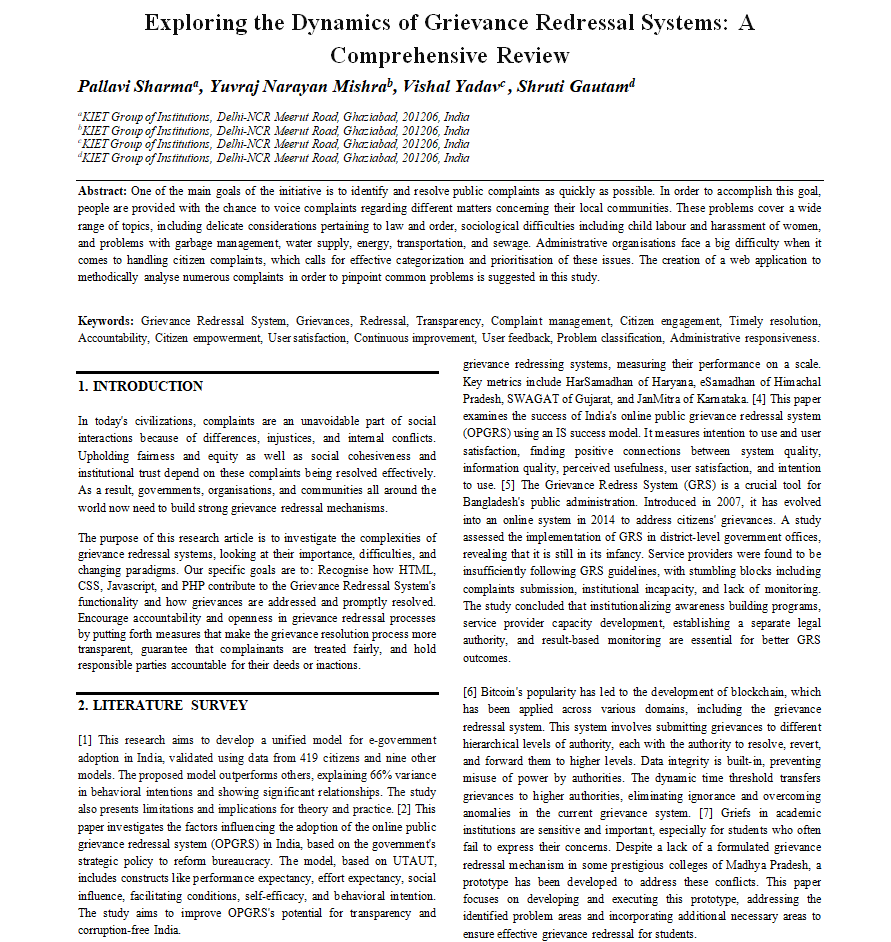 Exploring the Dynamics of Grievance Redressal Systems: A
Comprehensive Review
Pallavi Sharmaa, Yuvraj Narayan Mishrab, Vishal Yadavc , Shruti Gautamd
aKIET Group of Institutions, Delhi-NCR Meerut Road, Ghaziabad, 201206, India
bKIET Group of Institutions, Delhi-NCR Meerut Road, Ghaziabad, 201206, India
cKIET Group of Institutions, Delhi-NCR Meerut Road, Ghaziabad, 201206, India
dKIET Group of Institutions, Delhi-NCR Meerut Road, Ghaziabad, 201206, India
Abstract: One of the main goals of the initiative is to identify and resolve public complaints as quickly as possible. In order to accomplish this goal,
people are provided with the chance to voice complaints regarding different matters concerning their local communities. These problems cover a wide
range of topics, including delicate considerations pertaining to law and order, sociological difficulties including child labour and harassment of women,
and problems with garbage management, water supply, energy, transportation, and sewage. Administrative organisations face a big difficulty when it
comes to handling citizen complaints, which calls for effective categorization and prioritisation of these issues. The creation of a web application to
methodically analyse numerous complaints in order to pinpoint common problems is suggested in this study.
Keywords: Grievance Redressal System, Grievances, Redressal, Transparency, Complaint management, Citizen engagement, Timely resolution,
Accountability, Citizen empowerment, User satisfaction, Continuous improvement, User feedback, Problem classification, Administrative responsiveness.
1. INTRODUCTION
In today's civilizations, complaints are an unavoidable part of social
interactions because of differences, injustices, and internal conflicts.
Upholding fairness and equity as well as social cohesiveness and
institutional trust depend on these complaints being resolved effectively.
As a result, governments, organisations, and communities all around the
world now need to build strong grievance redressal mechanisms.
The purpose of this research article is to investigate the complexities of
grievance redressal systems, looking at their importance, difficulties, and
changing paradigms. Our specific goals are to: Recognise how HTML,
CSS, Javascript, and PHP contribute to the Grievance Redressal System's
functionality and how grievances are addressed and promptly resolved.
Encourage accountability and openness in grievance redressal processes
by putting forth measures that make the grievance resolution process more
transparent, guarantee that complainants are treated fairly, and hold
responsible parties accountable for their deeds or inactions.
2. LITERATURE SURVEY
[1] This research aims to develop a unified model for e-government
adoption in India, validated using data from 419 citizens and nine other
models. The proposed model outperforms others, explaining 66% variance
in behavioral intentions and showing significant relationships. The study
also presents limitations and implications for theory and practice. [2] This
paper investigates the factors influencing the adoption of the online public
grievance redressal system (OPGRS) in India, based on the government's
strategic policy to reform bureaucracy. The model, based on UTAUT,
includes constructs like performance expectancy, effort expectancy, social
influence, facilitating conditions, self-efficacy, and behavioral intention.
The study aims to improve OPGRS's potential for transparency and
corruption-free India.
grievance redressing systems, measuring their performance on a scale.
Key metrics include HarSamadhan of Haryana, eSamadhan of Himachal
Pradesh, SWAGAT of Gujarat, and JanMitra of Karnataka. [4] This paper
examines the success of India's online public grievance redressal system
(OPGRS) using an IS success model. It measures intention to use and user
satisfaction, finding positive connections between system quality,
information quality, perceived usefulness, user satisfaction, and intention
to use. [5] The Grievance Redress System (GRS) is a crucial tool for
Bangladesh's public administration. Introduced in 2007, it has evolved
into an online system in 2014 to address citizens' grievances. A study
assessed the implementation of GRS in district-level government offices,
revealing that it is still in its infancy. Service providers were found to be
insufficiently following GRS guidelines, with stumbling blocks including
complaints submission, institutional incapacity, and lack of monitoring.
The study concluded that institutionalizing awareness building programs,
service provider capacity development, establishing a separate legal
authority, and result-based monitoring are essential for better GRS
outcomes.
[6] Bitcoin's popularity has led to the development of blockchain, which
has been applied across various domains, including the grievance
redressal system. This system involves submitting grievances to different
hierarchical levels of authority, each with the authority to resolve, revert,
and forward them to higher levels. Data integrity is built-in, preventing
misuse of power by authorities. The dynamic time threshold transfers
grievances to higher authorities, eliminating ignorance and overcoming
anomalies in the current grievance system. [7] Griefs in academic
institutions are sensitive and important, especially for students who often
fail to express their concerns. Despite a lack of a formulated grievance
redressal mechanism in some prestigious colleges of Madhya Pradesh, a
prototype has been developed to address these conflicts. This paper
focuses on developing and executing this prototype, addressing the
identified problem areas and incorporating additional necessary areas to
ensure effective grievance redressal for students.